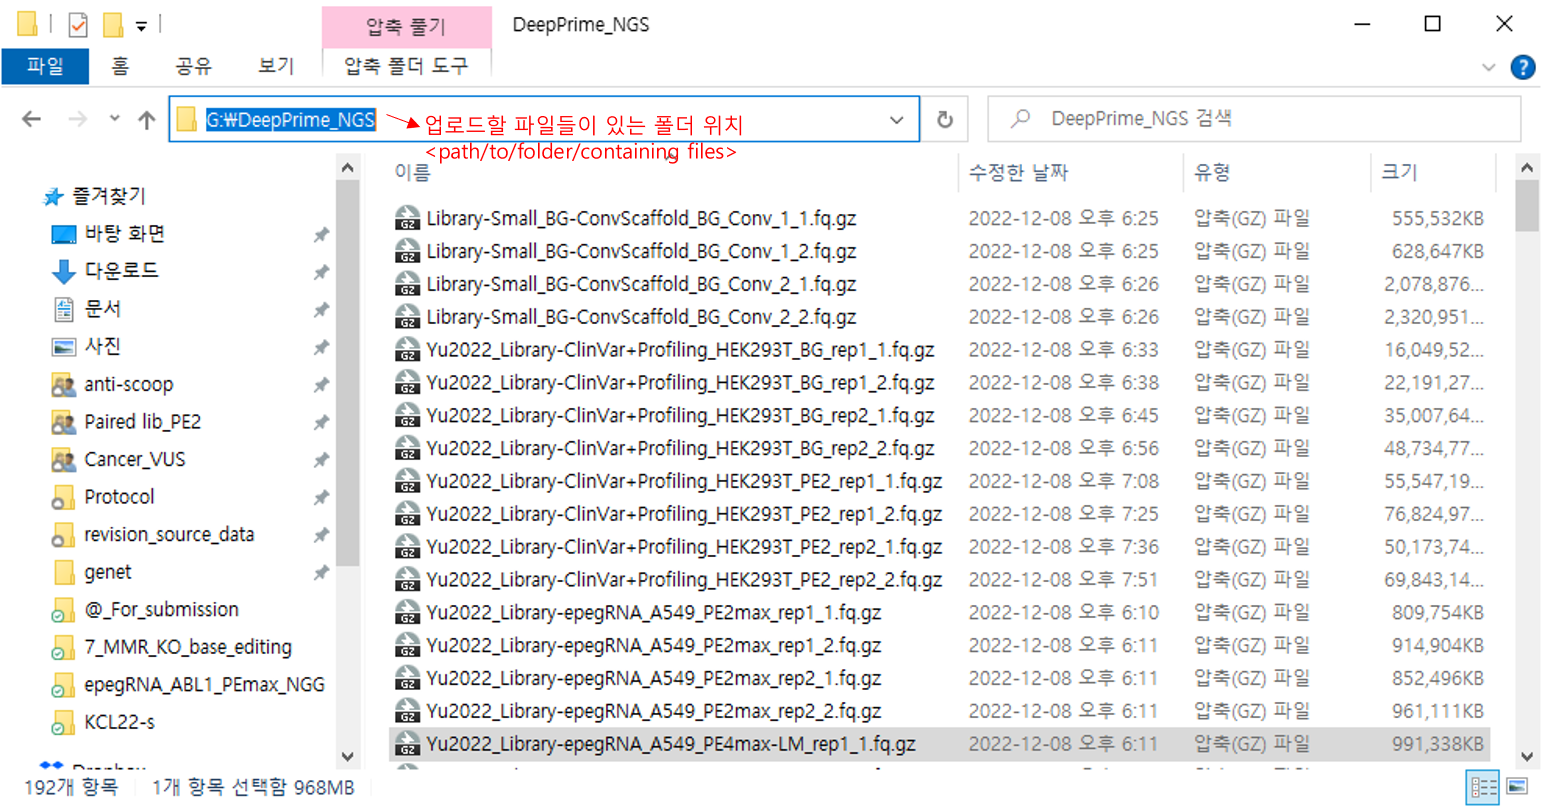 압축 풀기
DeepPrime_NGS
파일
홈
공유
보기
압축 폴더 도구
?
G:₩DeepPrime_NGS
업로드할 파일들이 있는 폴더 위치
<path/to/folder/containing files>
DeepPrime_NGS 검색
즐겨찾기
바탕 화면
다운로드
문서
사진
anti-scoop
Paired lib_PE2
Cancer_VUS
Protocol
revision_source_data
genet
@_For_submission
7_MMR_KO_base_editing
epegRNA_ABL1_PEmax_NGG
KCL22-s
Dropbox
이름 수정한 날짜 유형 크기
GZ Library-Small_BG-ConvScaffold_BG_Conv_1_1.fq.gz 2022-12-08 오후 6:25 압축(GZ) 파일 555,532KB
GZ Library-Small_BG-ConvScaffold_BG_Conv_1_2.fq.gz 2022-12-08 오후 6:25 압축(GZ) 파일 628,647KB
GZ Library-Small_BG-ConvScaffold_BG_Conv_2_1.fq.gz 2022-12-08 오후 6:26 압축(GZ) 파일 2,078,876...
GZ Library-Small_BG-ConvScaffold_BG_Conv_2_2.fq.gz 2022-12-08 오후 6:26 압축(GZ) 파일 2,320,951...
GZ Yu2022_Library-ClinVar+Profiling_HEK293T_BG_rep1_1.fq.gz 2022-12-08 오후 6:33 압축(GZ) 파일 16,049,52...
GZ Yu2022_Library-ClinVar+Profiling_HEK293T_BG_rep1_2.fq.gz 2022-12-08 오후 6:38 압축(GZ) 파일 22,191,27...
GZ Yu2022_Library-ClinVar+Profiling_HEK293T_BG_rep2_1.fq.gz 2022-12-08 오후 6:45 압축(GZ) 파일 35,007,64...
GZ Yu2022_Library-ClinVar+Profiling_HEK293T_BG_rep2_2.fq.gz 2022-12-08 오후 6:56 압축(GZ) 파일 48,734,77...
GZ Yu2022_Library-ClinVar+Profiling_HEK293T_PE2_rep1_1.fq.gz 2022-12-08 오후 7:08 압축(GZ) 파일 55,547,19...
GZ Yu2022_Library-ClinVar+Profiling_HEK293T_PE2_rep1_2.fq.gz 2022-12-08 오후 7:25 압축(GZ) 파일 76,824,97...
GZ Yu2022_Library-ClinVar+Profiling_HEK293T_PE2_rep2_1.fq.gz 2022-12-08 오후 7:36 압축(GZ) 파일 50,173,74...
GZ Yu2022_Library-ClinVar+Profiling_HEK293T_PE2_rep2_2.fq.gz 2022-12-08 오후 7:51 압축(GZ) 파일 69,843,14...
GZ Yu2022_Library-epegRNA_A549_PE2max_rep1_1.fq.gz 2022-12-08 오후 6:10 압축(GZ) 파일 809,754KB
GZ Yu2022_Library-epegRNA_A549_PE2max_rep1_2.fq.gz 2022-12-08 오후 6:11 압축(GZ) 파일 914,904KB
GZ Yu2022_Library-epegRNA_A549_PE2max_rep2_1.fq.gz 2022-12-08 오후 6:11 압축(GZ) 파일 852,496KB
GZ Yu2022_Library-epegRNA_A549_PE2max_rep2_2.fq.gz 2022-12-08 오후 6:11 압축(GZ) 파일 961,111KB
GZ Yu2022_Library-epegRNA_A549_PE4max-LM_rep1_1.fq.gz 2022-12-08 오후 6:11 압축(GZ) 파일 991,338KB
192개 항목
1개 항목 선택함 968MB